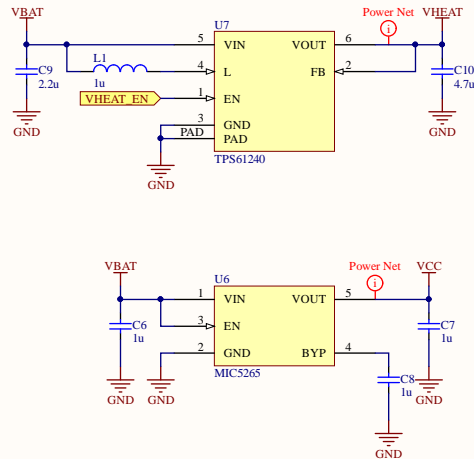 VBAT
U7
Power Net
VHEAT
i
5 VIN VOUT 6
C9
2.2u
L1
1u
4 L FB 2
C10
4.7u
VHEAT_EN
1 EN
GND
GND
3 GND
PAD PAD
TPS61240
GND
VBAT
U6
Power Net
VCC
i
1 VIN VOUT 5
C6
1u
3 EN
C7
1u
2 GND BYP 4
MIC5265
C8
1u
GND
GND
GND
GND